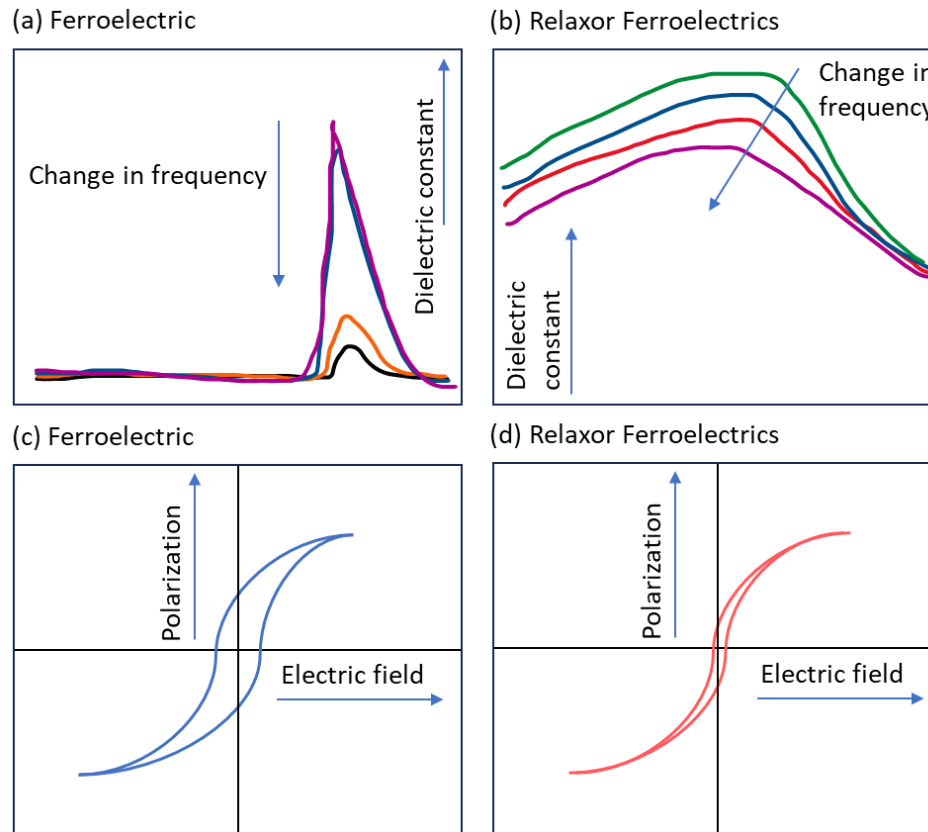 (a) Ferroelectric
(b) Relaxor Ferroelectrics
Change in frequency
Dielectric constant
Change in
frequency
Dielectric
constant
(c) Ferroelectric
(d) Relaxor Ferroelectrics
Polarization
Electric field
Polarization
Electric field